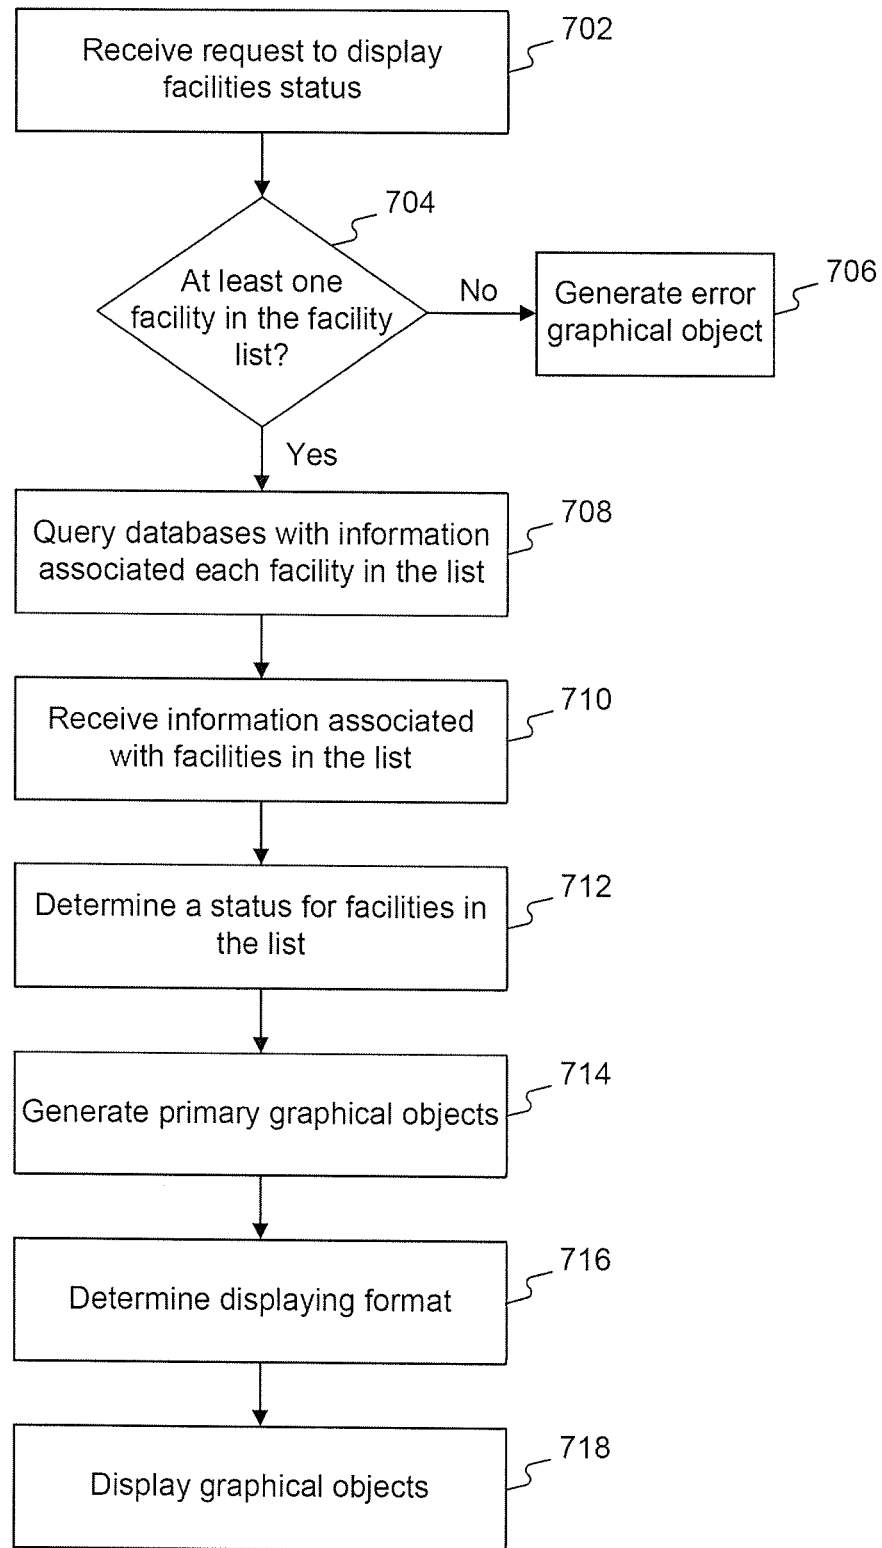 Receive request to display
facilities status
702
704
At least one
facility in the facility
list?
No
Generate error
graphical object
706
Yes
Query databases with information
associated each facility in the list
708
Receive information associated
with facilities in the list
710
Determine a status for facilities in
the list
712
Generate primary graphical objects
714
Determine displaying format
716
Display graphical objects
718